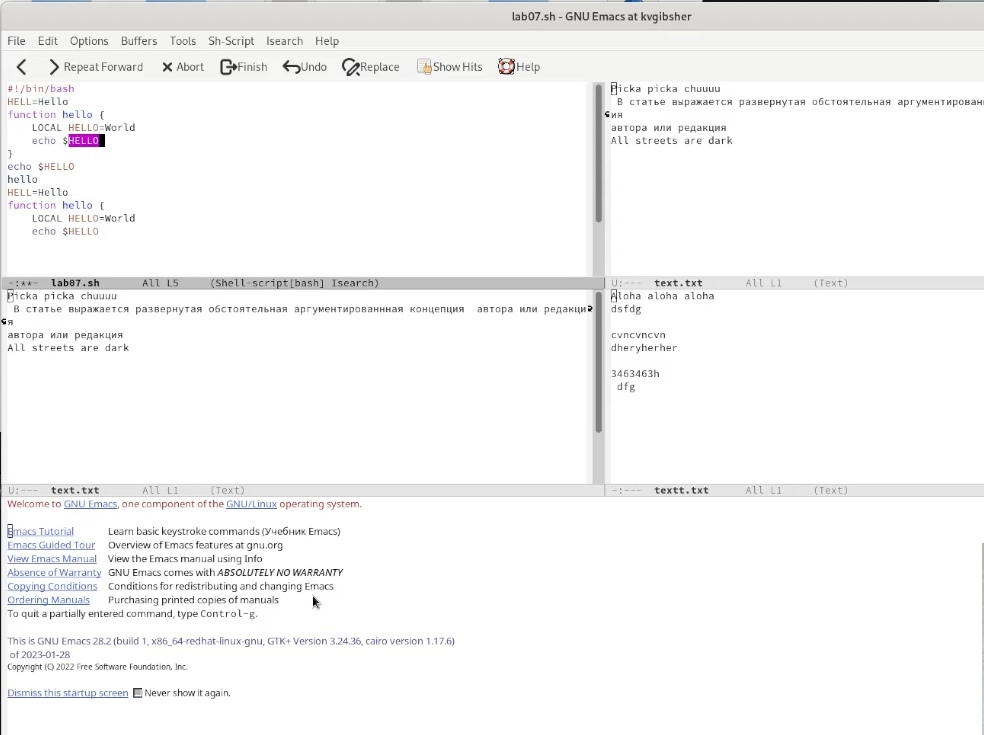 lab07.sh - GNU Emacs at kvgibsher
File Edit Options Buffers Tools Sh-Script Isearch Help
Repeat Forward Abort Finish Undo Replace Show Hits Help
#!/bin/bash
HELL=Hello
function hello {
    LOCAL HELLO=World
    echo $HELLO
}
echo $HELLO
hello
HELL=Hello
function hello {
    LOCAL HELLO=World
    echo $HELLO
-:**- lab07.sh All L5 (Shell-script[bash] Isearch)
Picka picka chuuuu
 В статье выражается развернутая обстоятельная аргументирован
ия
автора или редакция
All streets are dark
U:--- text.txt All L1 (Text)
Picka picka chuuuu
 В статье выражается развернутая обстоятельная аргументированнная концепция  автора или редакци
я
автора или редакция
All streets are dark
U:--- text.txt All L1 (Text)
Aloha aloha aloha
dsfdg
cvncvncvn
dheryherher
3463463h
 dfg
-:--- textt.txt All L1 (Text)
Welcome to GNU Emacs, one component of the GNU/Linux operating system.
Emacs Tutorial Learn basic keystroke commands (Учебник Emacs)
Emacs Guided Tour Overview of Emacs features at gnu.org
View Emacs Manual View the Emacs manual using Info
Absence of Warranty GNU Emacs comes with ABSOLUTELY NO WARRANTY
Copying Conditions Conditions for redistributing and changing Emacs
Ordering Manuals Purchasing printed copies of manuals
To quit a partially entered command, type Control-g.
This is GNU Emacs 28.2 (build 1, x86_64-redhat-linux-gnu, GTK+ Version 3.24.36, cairo version 1.17.6)
 of 2023-01-28
Copyright (C) 2022 Free Software Foundation, Inc.
Dismiss this startup screen Never show it again.